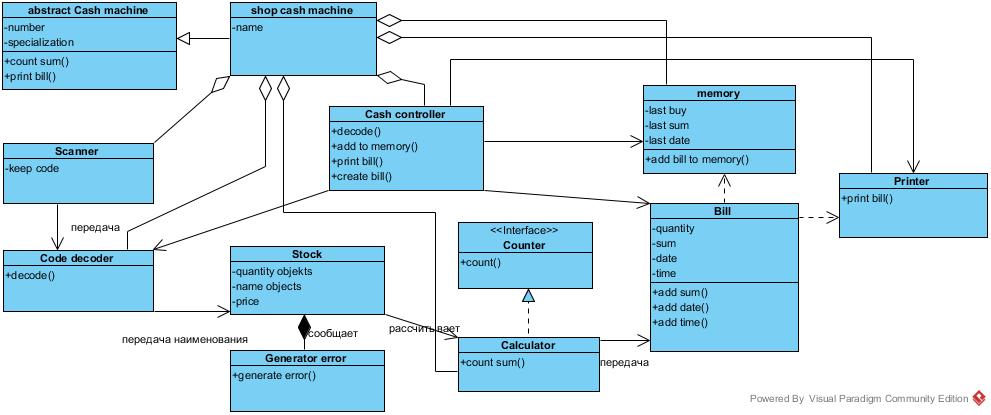 abstract Cash machine
-number
-specialization
+count sum()
+print bill()
shop cash machine
-name
Cash controller
+decode()
+add to memory()
+print bill()
+create bill()
memory
-last buy
-last sum
-last date
+add bill to memory()
Scanner
-keep code
передача
Printer
+print bill()
Bill
-quantity
-sum
-date
-time
+add sum()
+add date()
+add time()
<<Interface>>
Counter
+count()
Code decoder
+decode()
Stock
-quantity objekts
-name objects
-price
передача наименования
сообщает
рассчитывает
Generator error
+generate error()
Calculator
+count sum()
передача
Powered By Visual Paradigm Community Edition